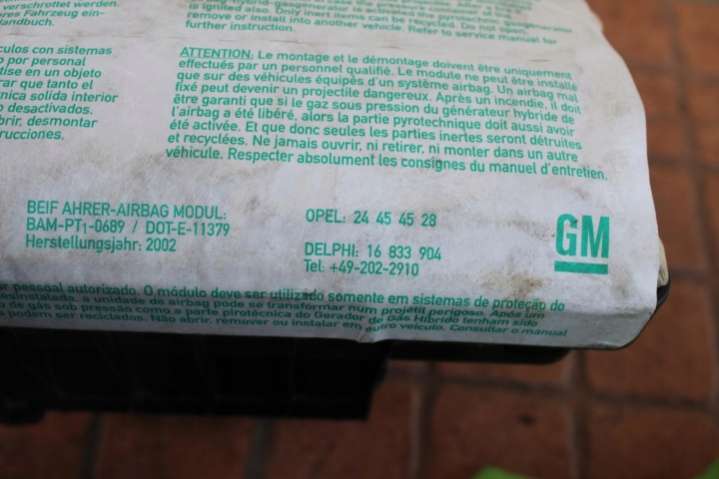 verschrottet werden.
res Fahrzeug ein-
andbuch.
is ignited also. Only inert items can be recycled. Do not open,
remove or install into another vehicle. Refer to service manual for
further instruction.
culos con sistemas
o por personal
tise en un objeto
rar que tanto el
nica solida interior
o desactivados.
brir, desmontar
rucciones.
ATTENTION: Le montage et le démontage doivent être uniquement
effectués par un personnel qualifié. Le module ne peut être installé
que sur des véhicules équipés d'un système airbag. Un airbag mal
fixé peut devenir un projectile dangereux. Après un incendie, il doit
être garanti que si le gaz sous pression du générateur hybride de
l'airbag a été libéré, alors la partie pyrotechnique doit aussi avoir
été activée. Et que donc seules les parties inertes seront détruites
et recyclées. Ne jamais ouvrir, ni retirer, ni monter dans un autre
véhicule. Respecter absolument les consignes du manuel d'entretien.
BEIF AHRER-AIRBAG MODUL:
BAM-PT1-0689 / DOT-E-11379
Herstellungsjahr: 2002
OPEL: 24 45 45 28
DELPHI: 16 833 904
Tel: +49-202-2910
GM
or pessoal autorizado. O módulo deve ser utilizado somente em sistemas de proteção do
desinstalada, a unidade do airbag pode se transformar num projétil perigoso. Após um
o de gás sob pressão como a parte pirotécnica do Gerador de Gás Híbrido tenham sido
s podem ser reciclados. Não abrir, remover ou instalar em outro veículo. Consultar o manual